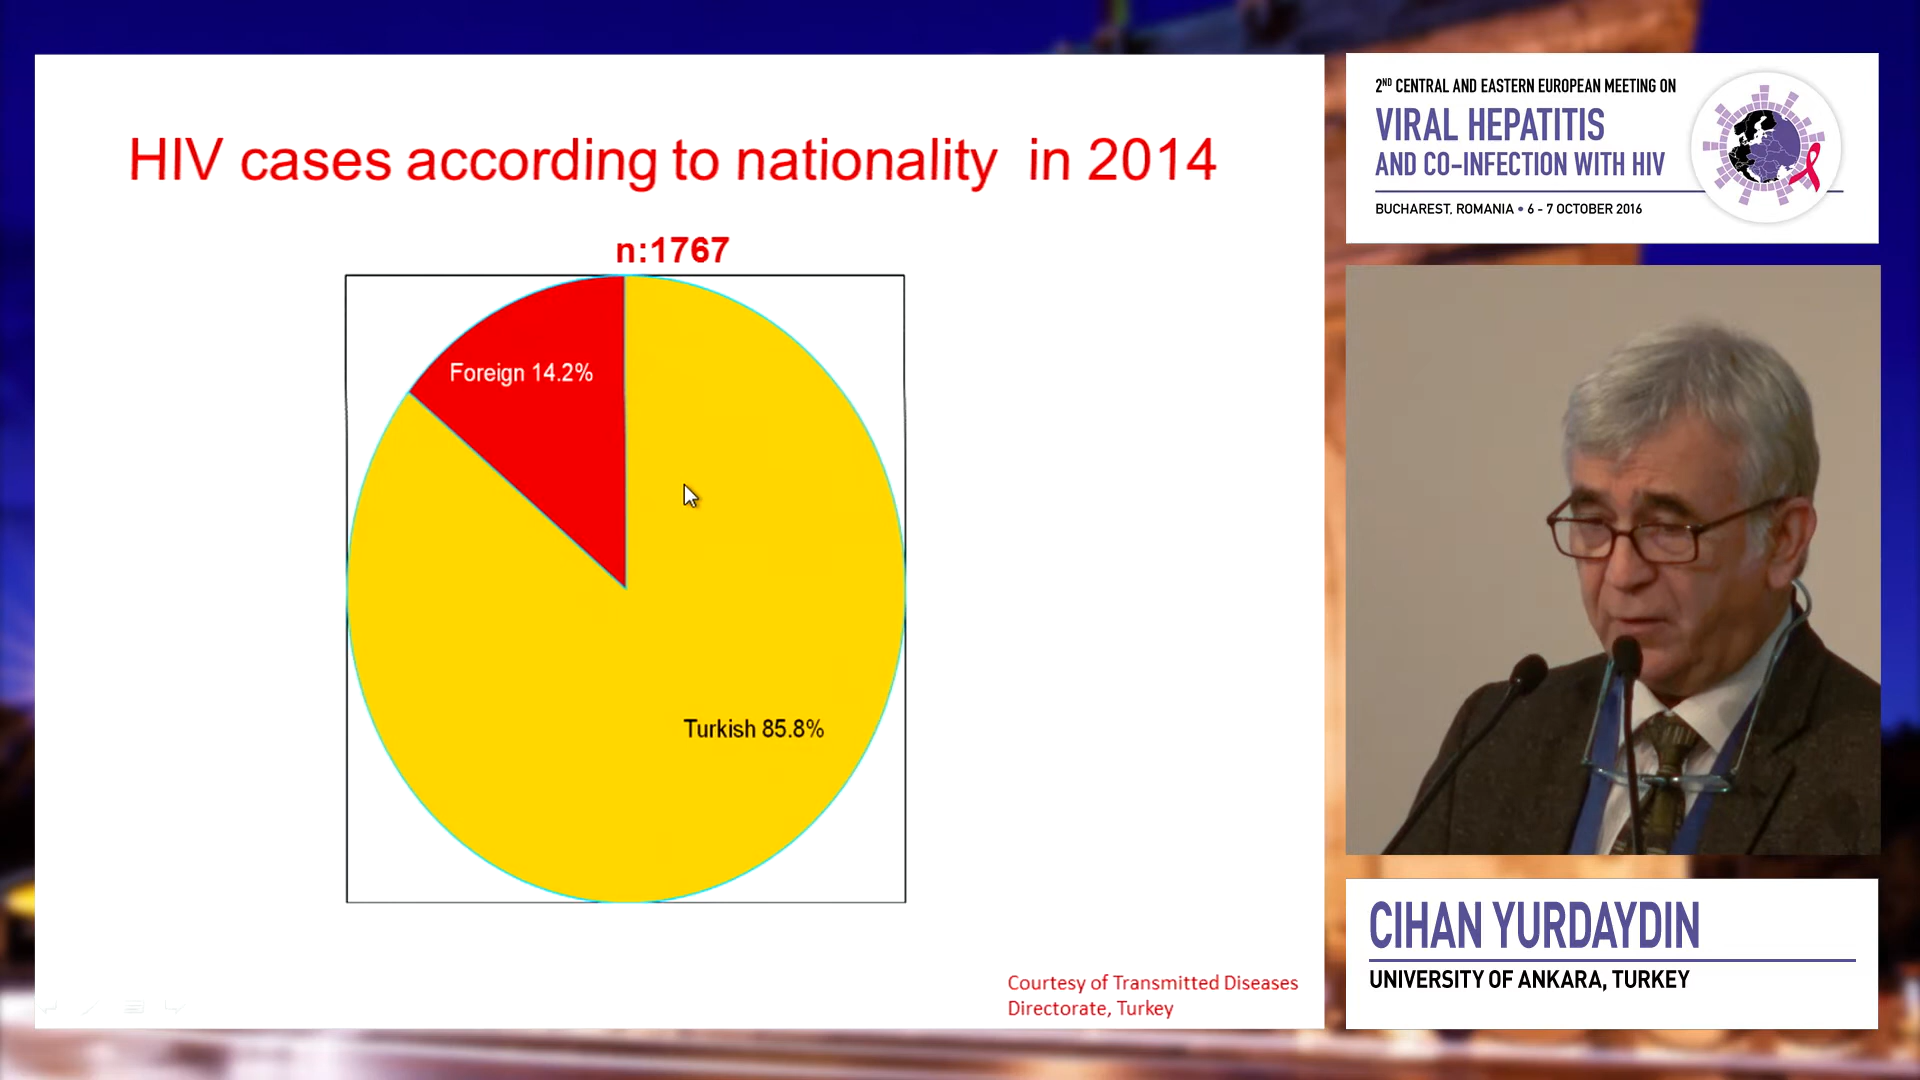 HIV cases according to nationality in 2014
n:1767
Foreign 14.2%
Turkish 85.8%
Courtesy of Transmitted Diseases
Directorate, Turkey
2ND CENTRAL AND EASTERN EUROPEAN MEETING ON
VIRAL HEPATITIS
AND CO-INFECTION WITH HIV
BUCHAREST, ROMANIA • 6 - 7 OCTOBER 2016
CIHAN YURDAYDIN
UNIVERSITY OF ANKARA, TURKEY